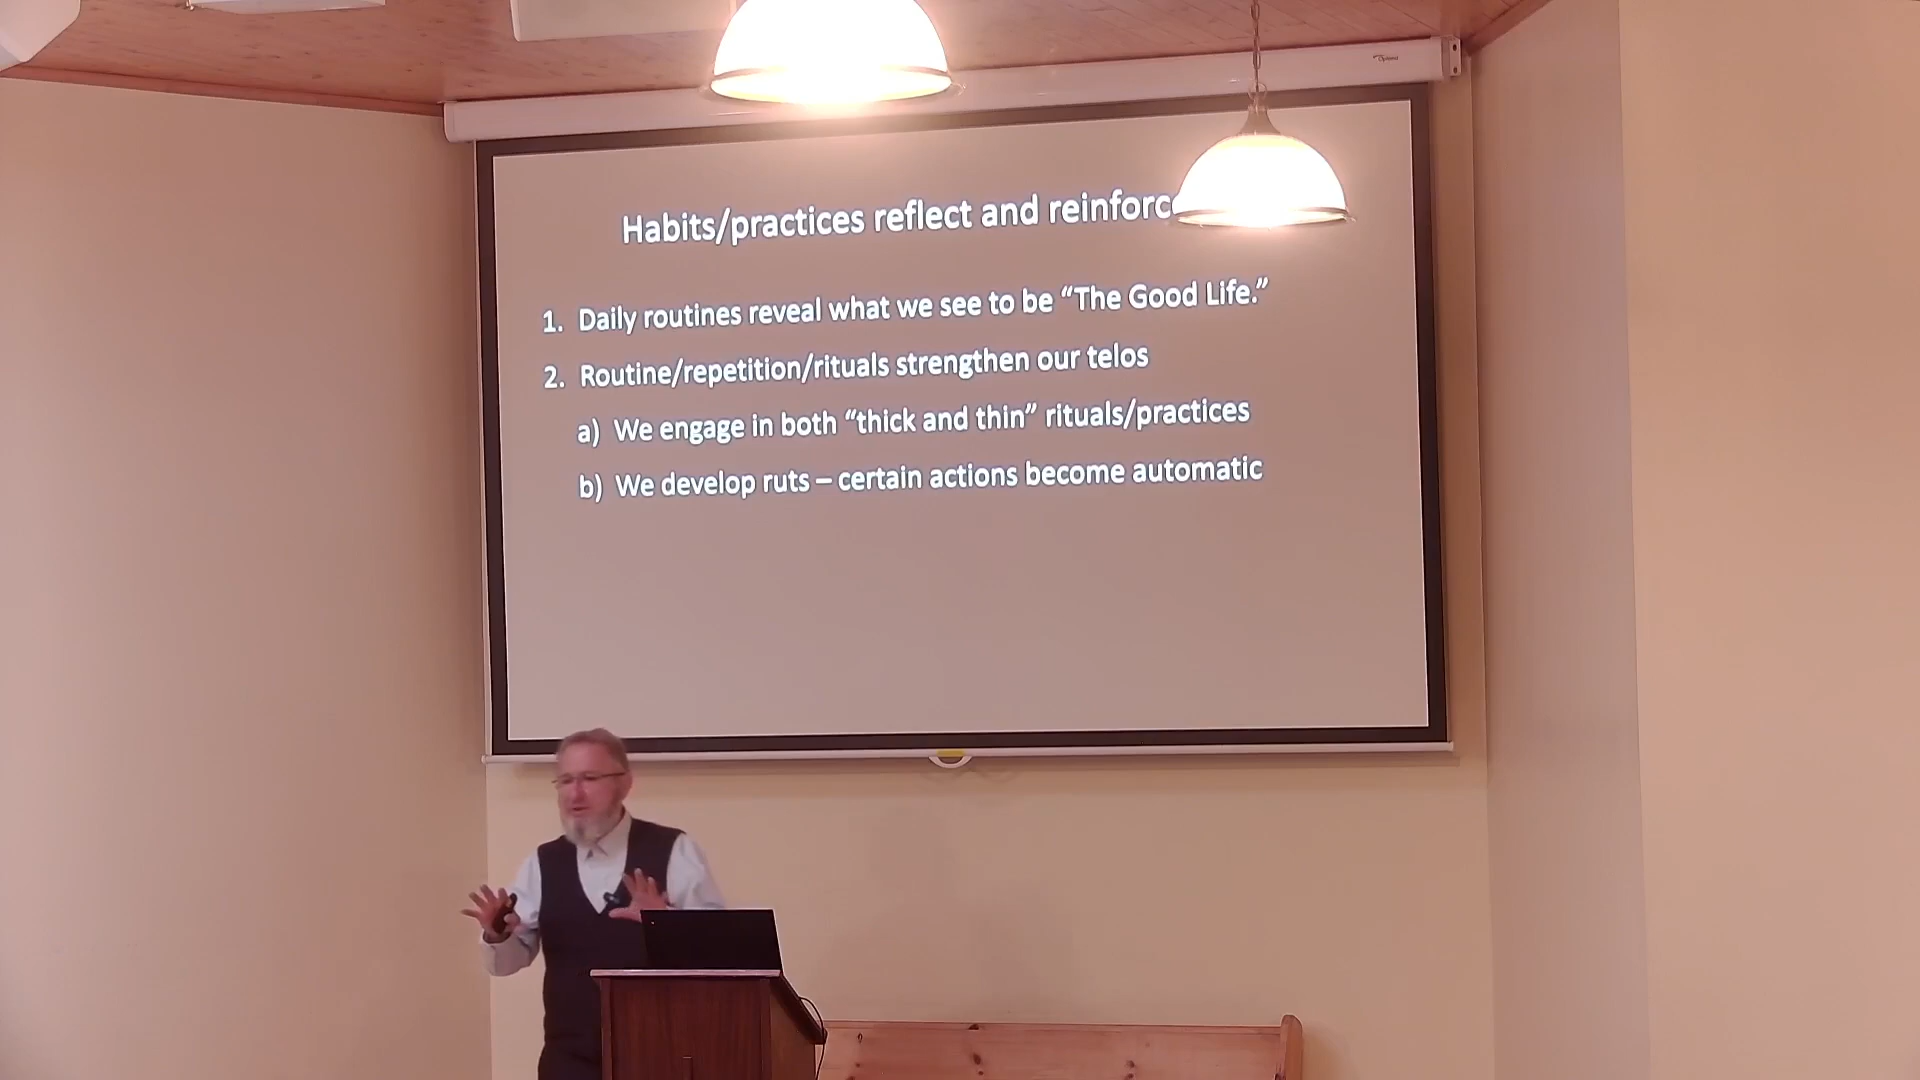 Habits/practices reflect and reinforc
1. Daily routines reveal what we see to be “The Good Life.”
2. Routine/repetition/rituals strengthen our telos
a) We engage in both “thick and thin” rituals/practices
b) We develop ruts – certain actions become automatic